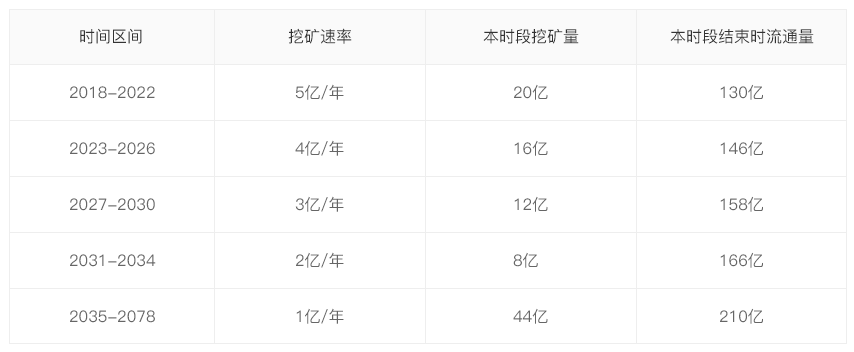 时间区间 挖矿速率 本时段挖矿量 本时段结束时流通量
2018-2022 5亿/年 20亿 130亿
2023-2026 4亿/年 16亿 146亿
2027-2030 3亿/年 12亿 158亿
2031-2034 2亿/年 8亿 166亿
2035-2078 1亿/年 44亿 210亿